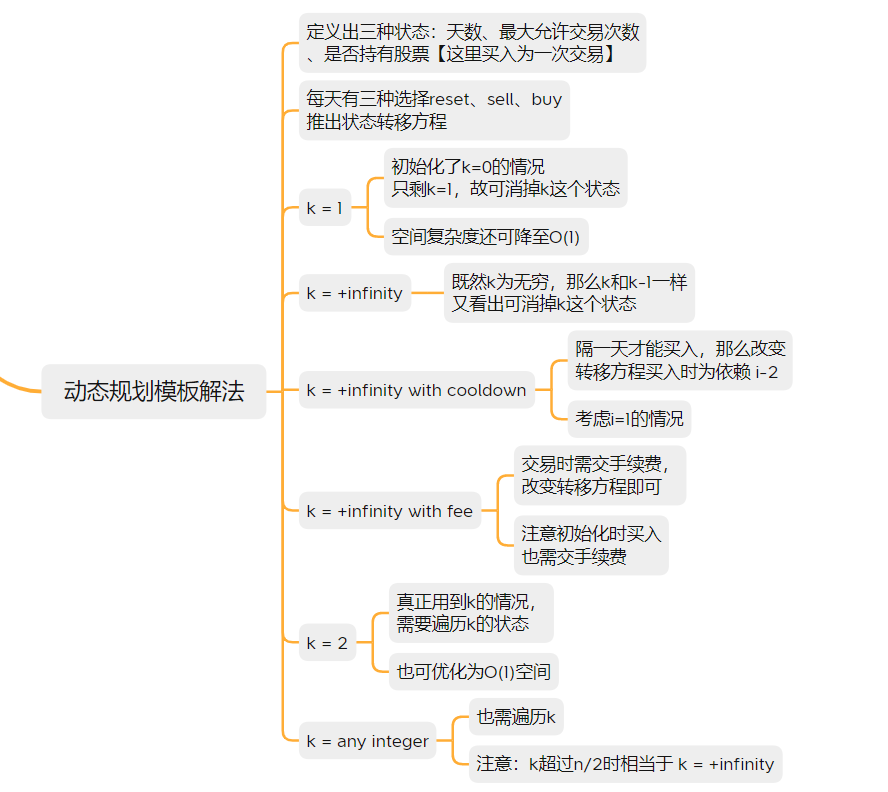 动态规划模板解法
定义出三种状态：天数、最大允许交易次数
、是否持有股票【这里买入为一次交易】
每天有三种选择reset、sell、buy
推出状态转移方程
k = 1
初始化了k=0的情况
只剩k=1，故可消掉k这个状态
空间复杂度还可降至O(1)
k = +infinity
既然k为无穷，那么k和k-1一样
又看出可消掉k这个状态
k = +infinity with cooldown
隔一天才能买入，那么改变
转移方程买入时为依赖 i-2
考虑i=1的情况
k = +infinity with fee
交易时需交手续费，
改变转移方程即可
注意初始化时买入
也需交手续费
k = 2
真正用到k的情况，
需要遍历k的状态
也可优化为O(1)空间
k = any integer
也需遍历k
注意：k超过n/2时相当于 k = +infinity